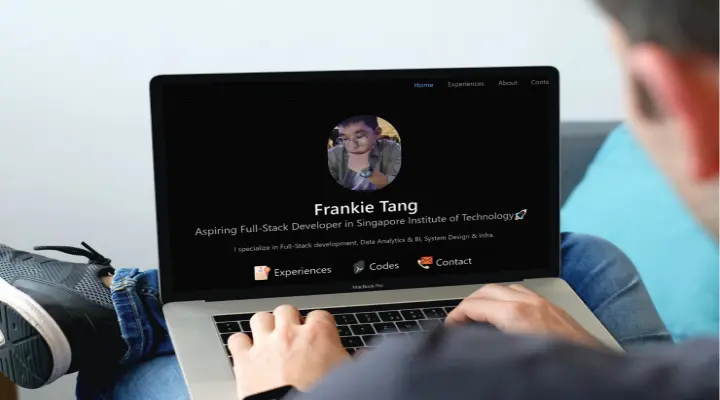 Home Experiences About Conta
Frankie Tang
Aspiring Full-Stack Developer in Singapore Institute of Technology🚀
I specialize in Full-Stack development, Data Analytics & BI, System Design & Infra.
Experiences Codes Contact
MacBook Pro